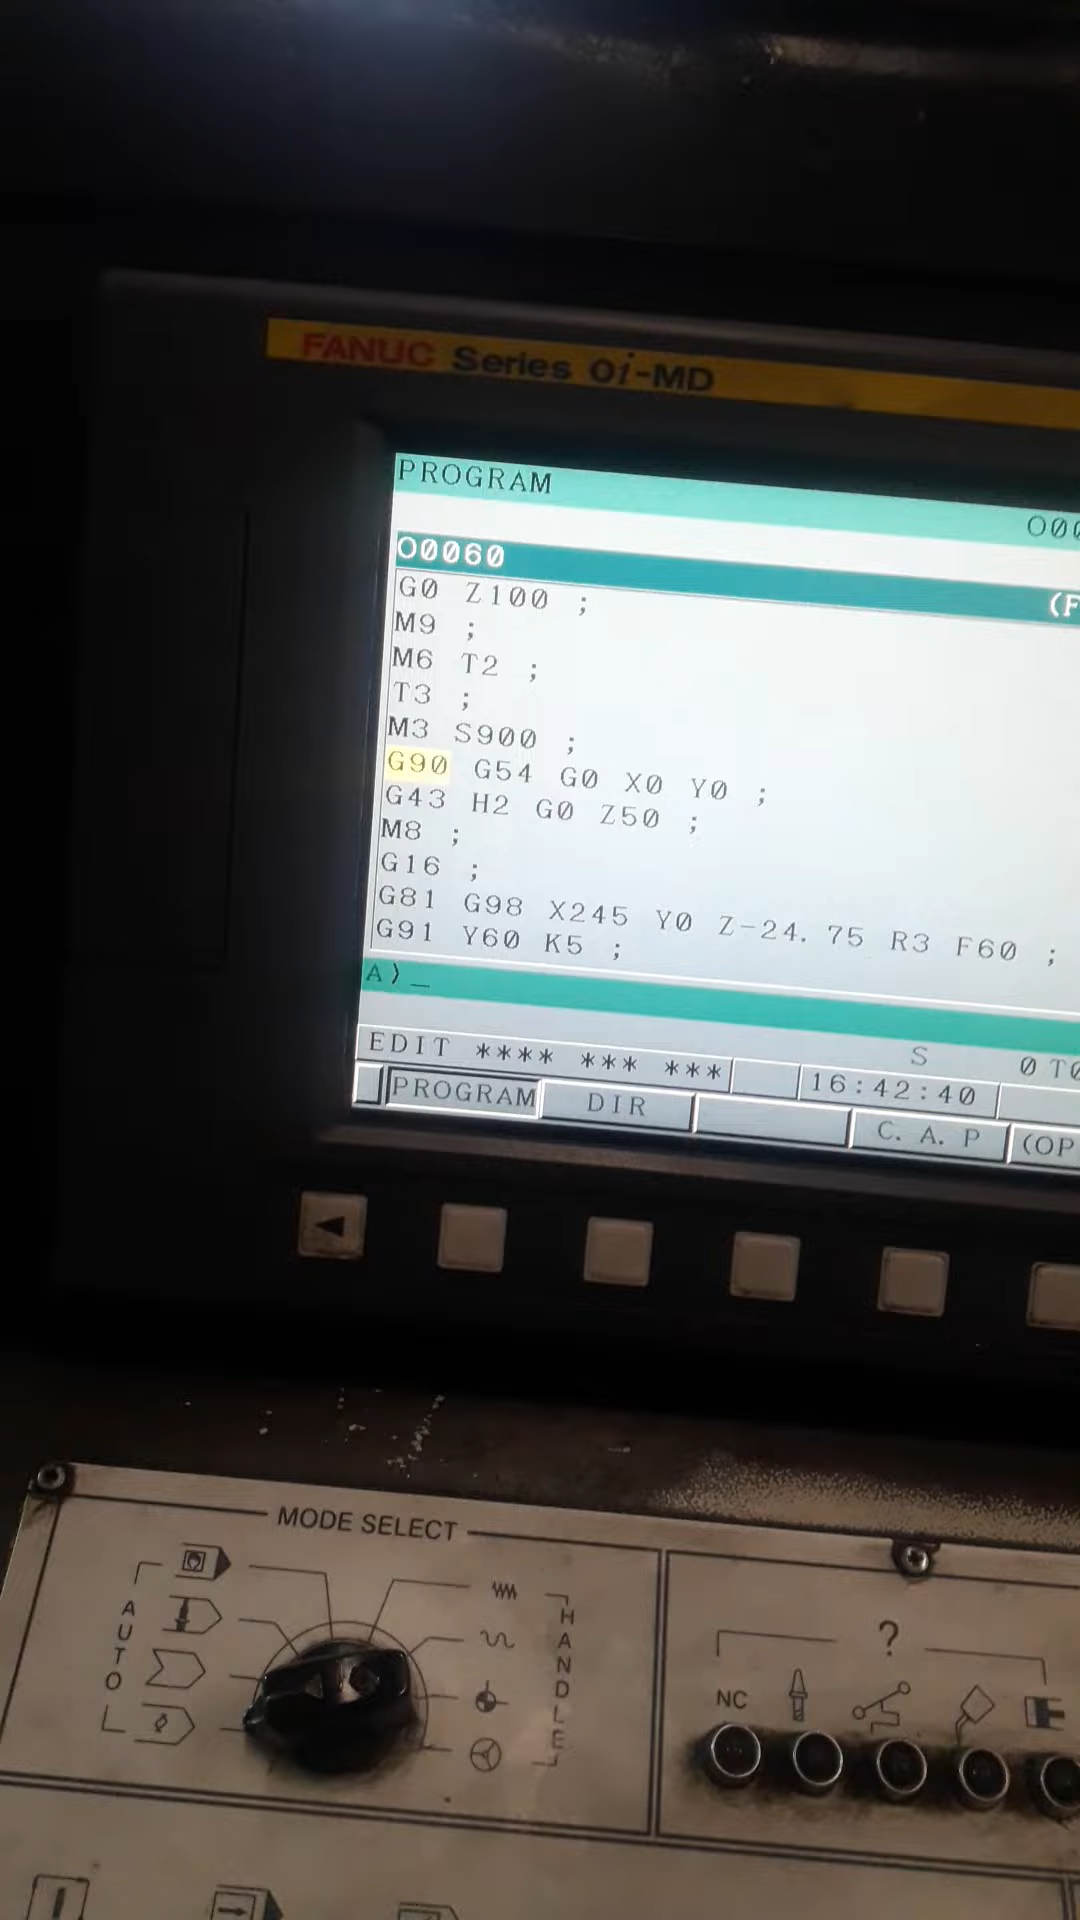 FANUC Series 0i-MD
PROGRAM
O0060
G0 Z100 ;
M9 ;
M6 T2 ;
T3 ;
M3 S900 ;
G90 G54 G0 X0 Y0 ;
G43 H2 G0 Z50 ;
M8 ;
G16 ;
G81 G98 X245 Y0 Z-24.75 R3 F60 ;
G91 Y60 K5 ;
A)_
S 0
EDIT **** *** *** 16:42:40
PROGRAM DIR C.A.P
MODE SELECT
AUTO
HANDLE
?
NC